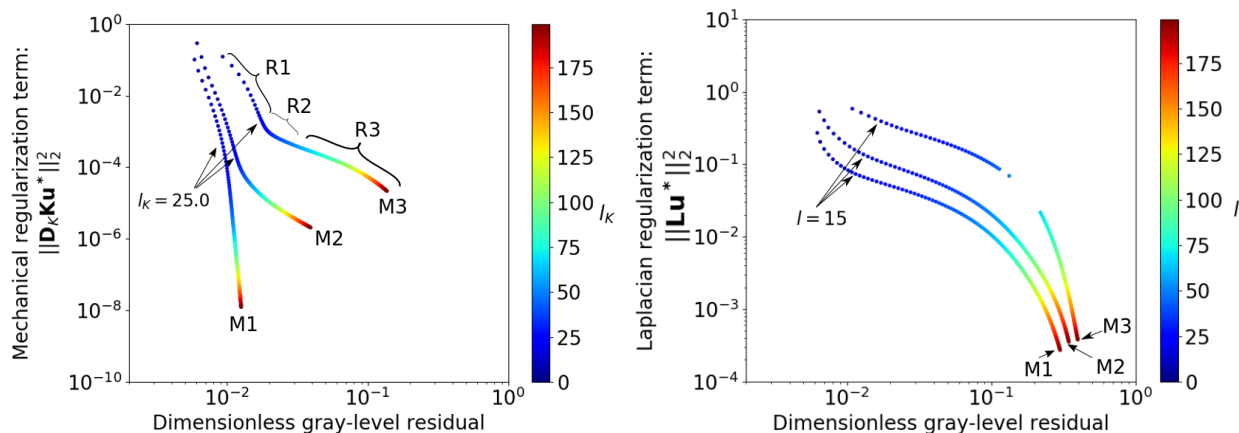 Mechanical regularization term:
||D_K Ku^*||_2^2
10^0
10^{-2}
10^{-4}
10^{-6}
10^{-8}
10^{-10}
R1
R2
R3
l_K = 25.0
M3
M2
M1
10^{-2}
10^{-1}
10^0
Dimensionless gray-level residual
175
150
125
100
75
50
25
0
l_K
Laplacian regularization term:
||Lu^*||_2^2
10^1
10^0
10^{-1}
10^{-2}
10^{-3}
10^{-4}
l = 15
M3
M1
M2
10^{-2}
10^{-1}
10^0
Dimensionless gray-level residual
175
150
125
100
75
50
25
0
l